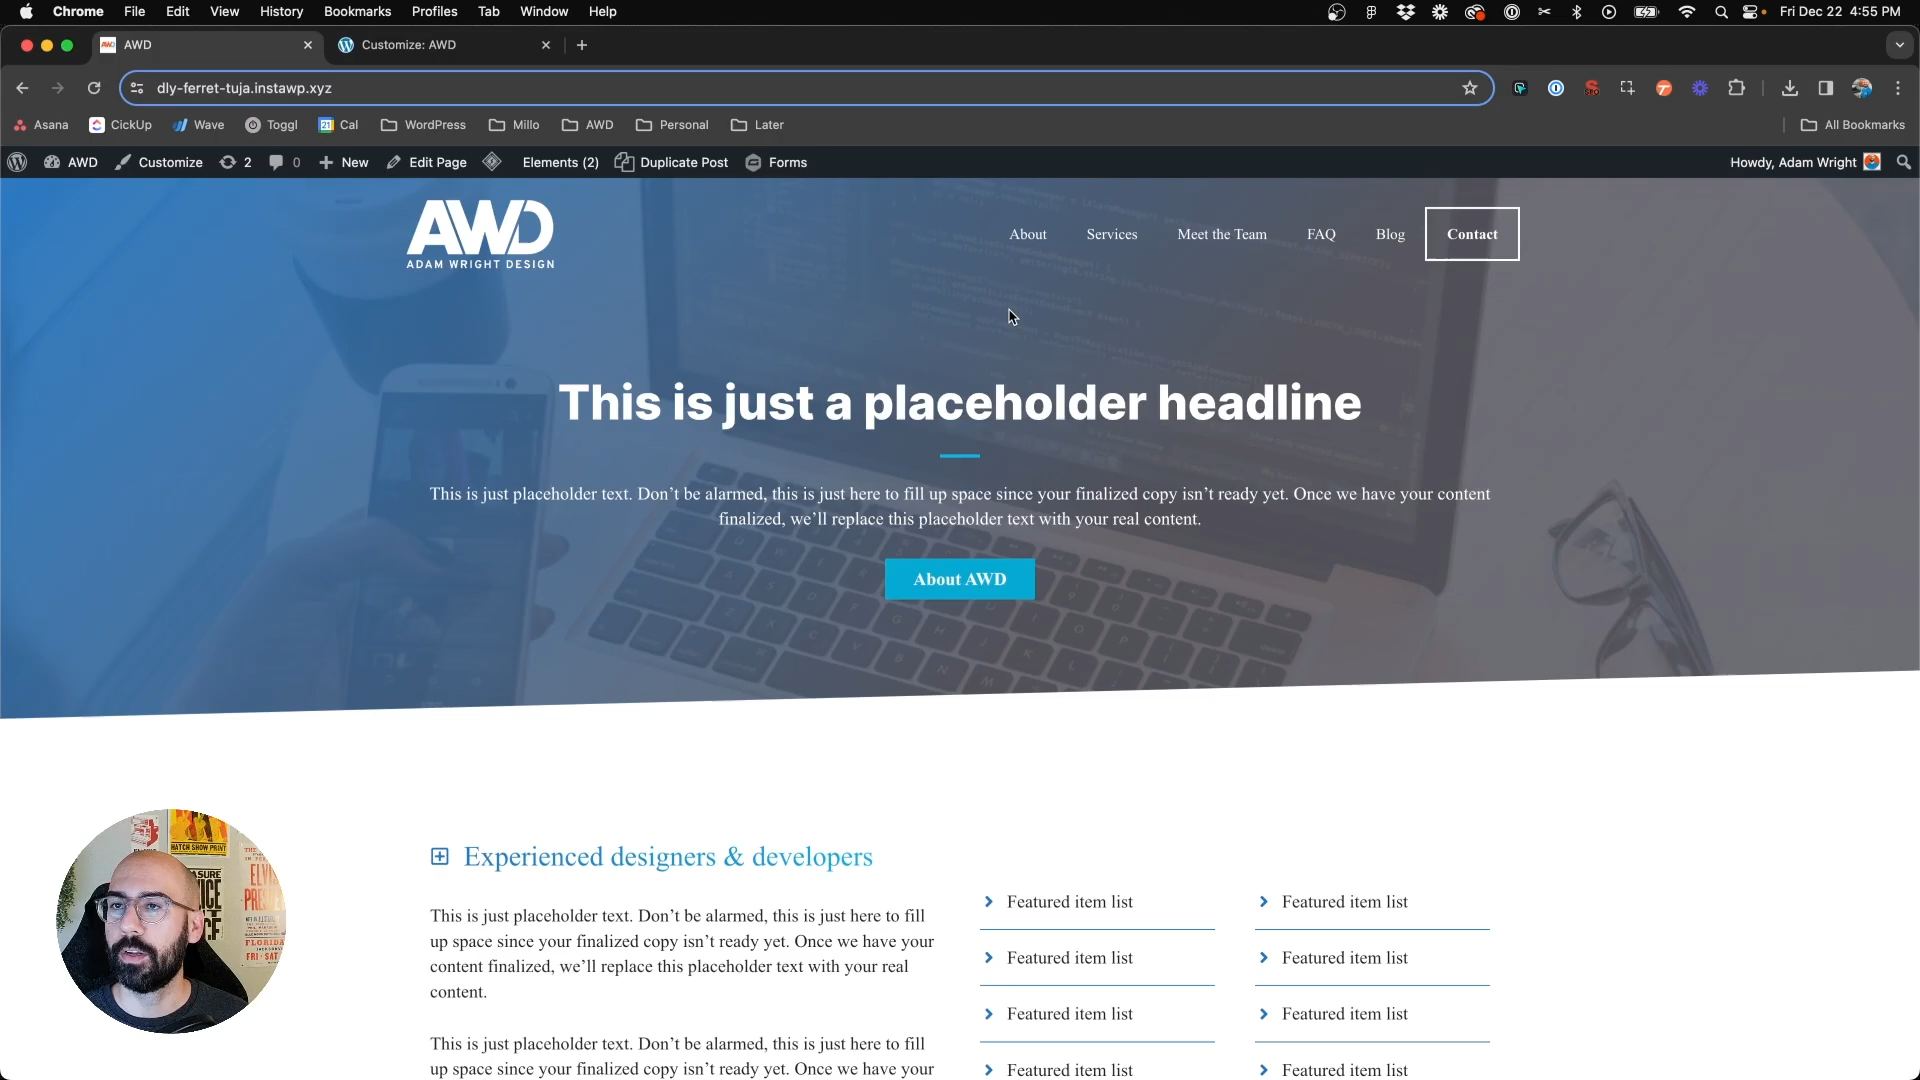 Chrome File Edit View History Bookmarks Profiles Tab Window Help Fri Dec 22 4:55 PM
AWD Customize: AWD
dly-ferret-tuja.instawp.xyz
Asana CickUp Wave Toggl Cal WordPress Millo AWD Personal Later All Bookmarks
AWD Customize 2 0 New Edit Page Elements (2) Duplicate Post Forms Howdy, Adam Wright
AWD
ADAM WRIGHT DESIGN
About Services Meet the Team FAQ Blog Contact
This is just a placeholder headline
This is just placeholder text. Don’t be alarmed, this is just here to fill up space since your finalized copy isn’t ready yet. Once we have your content
finalized, we’ll replace this placeholder text with your real content.
About AWD
Experienced designers & developers
This is just placeholder text. Don’t be alarmed, this is just here to fill
up space since your finalized copy isn’t ready yet. Once we have your
content finalized, we’ll replace this placeholder text with your real
content.
This is just placeholder text. Don’t be alarmed, this is just here to fill
up space since your finalized copy isn’t ready yet. Once we have your
Featured item list Featured item list
Featured item list Featured item list
Featured item list Featured item list
Featured item list Featured item list
HATCH SHOW PRINT